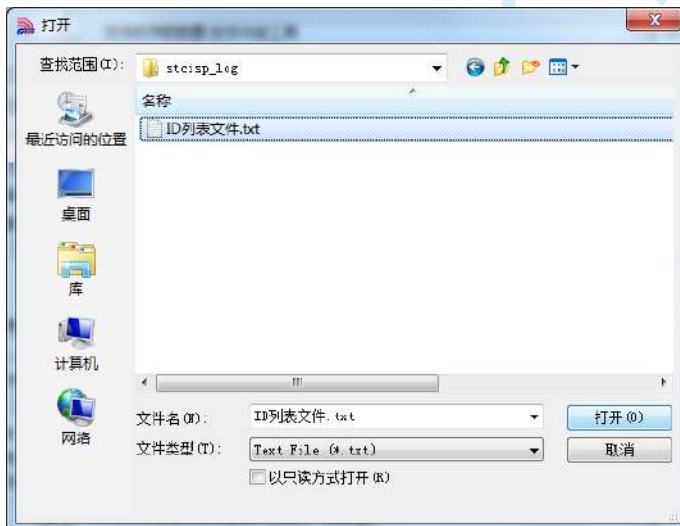 打开
查找范围(I):
stcisp_log
名称
ID列表文件.txt
最近访问的位置
桌面
库
计算机
网络
文件名(N):
ID列表文件.txt
打开(O)
文件类型(T):
Text File (*.txt)
取消
以只读方式打开(R)